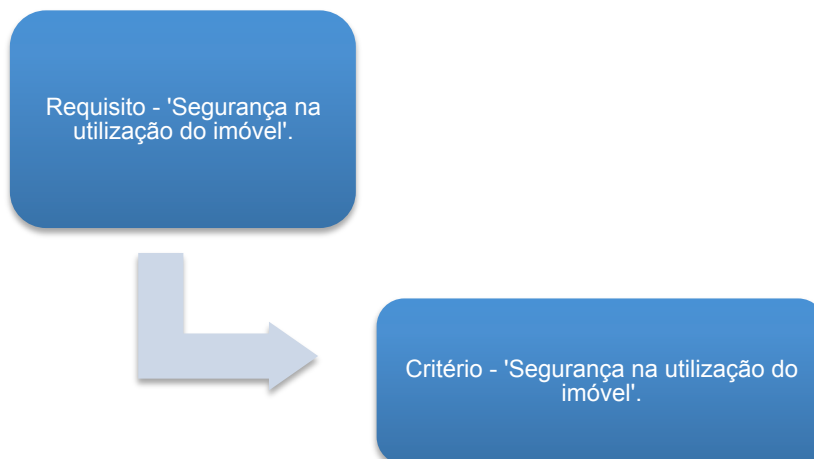 Requisito - 'Segurança na
utilização do imóvel'.
Critério - 'Segurança na utilização do
imóvel'.